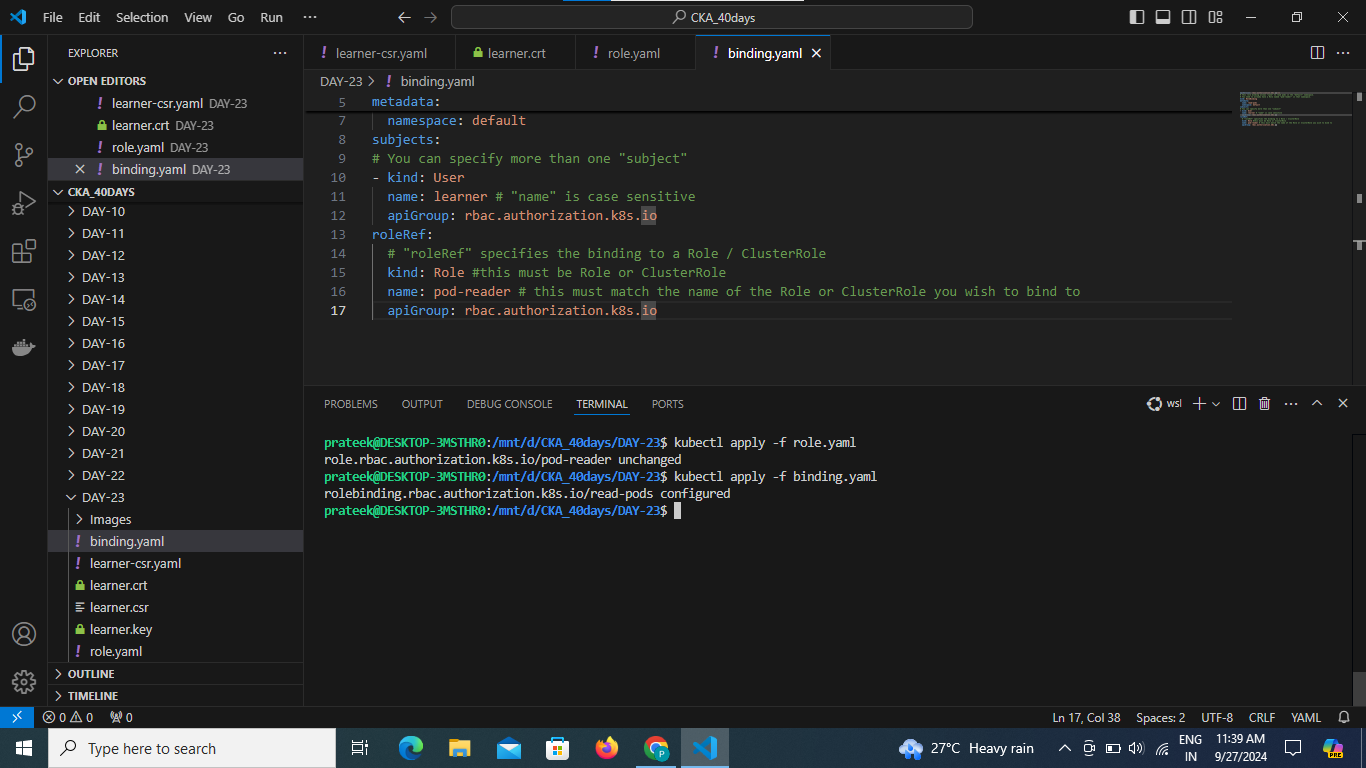 File Edit Selection View Go Run ··· CKA_40days
EXPLORER ···
OPEN EDITORS
learner-csr.yaml DAY-23
learner.crt DAY-23
role.yaml DAY-23
binding.yaml DAY-23
CKA_40DAYS
DAY-10
DAY-11
DAY-12
DAY-13
DAY-14
DAY-15
DAY-16
DAY-17
DAY-18
DAY-19
DAY-20
DAY-21
DAY-22
DAY-23
Images
binding.yaml
learner-csr.yaml
learner.crt
learner.csr
learner.key
role.yaml
OUTLINE
TIMELINE
learner-csr.yaml learner.crt role.yaml binding.yaml
DAY-23 > ! binding.yaml
5 metadata:
7 namespace: default
8 subjects:
9 # You can specify more than one "subject"
10 - kind: User
11 name: learner # "name" is case sensitive
12 apiGroup: rbac.authorization.k8s.io
13 roleRef:
14 # "roleRef" specifies the binding to a Role / ClusterRole
15 kind: Role #this must be Role or ClusterRole
16 name: pod-reader # this must match the name of the Role or ClusterRole you wish to bind to
17 apiGroup: rbac.authorization.k8s.io
PROBLEMS OUTPUT DEBUG CONSOLE TERMINAL PORTS wsl
prateek@DESKTOP-3MSTHR0:/mnt/d/CKA_40days/DAY-23$ kubectl apply -f role.yaml
role.rbac.authorization.k8s.io/pod-reader unchanged
prateek@DESKTOP-3MSTHR0:/mnt/d/CKA_40days/DAY-23$ kubectl apply -f binding.yaml
rolebinding.rbac.authorization.k8s.io/read-pods configured
prateek@DESKTOP-3MSTHR0:/mnt/d/CKA_40days/DAY-23$
0 0 0 Ln 17, Col 38 Spaces: 2 UTF-8 CRLF YAML
Type here to search
27°C Heavy rain
ENG
IN
11:39 AM
9/27/2024
PRE